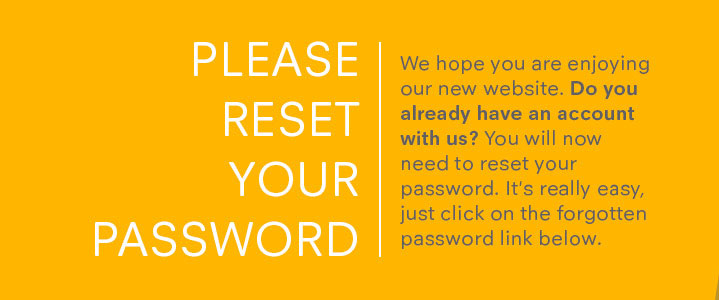 PLEASE
RESET
YOUR
PASSWORD
We hope you are enjoying
our new website. Do you
already have an account
with us? You will now
need to reset your
password. It's really easy,
just click on the forgotten
password link below.